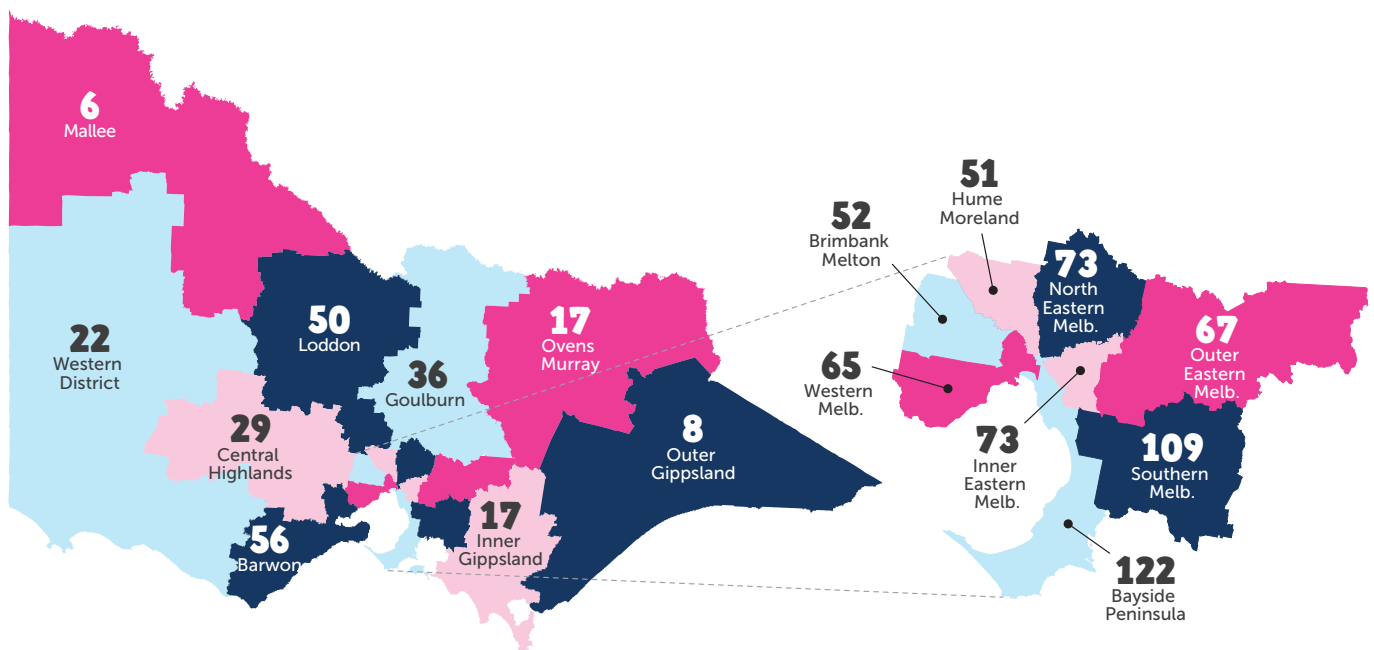 6
Mallee
22
Western
District
50
Loddon
36
Goulburn
17
Ovens
Murray
29
Central
Highlands
8
Outer
Gippsland
56
Barwon
17
Inner
Gippsland
51
Hume
Moreland
52
Brimbank
Melton
73
North
Eastern
Melb.
67
Outer
Eastern
Melb.
65
Western
Melb.
73
Inner
Eastern
Melb.
109
Southern
Melb.
122
Bayside
Peninsula